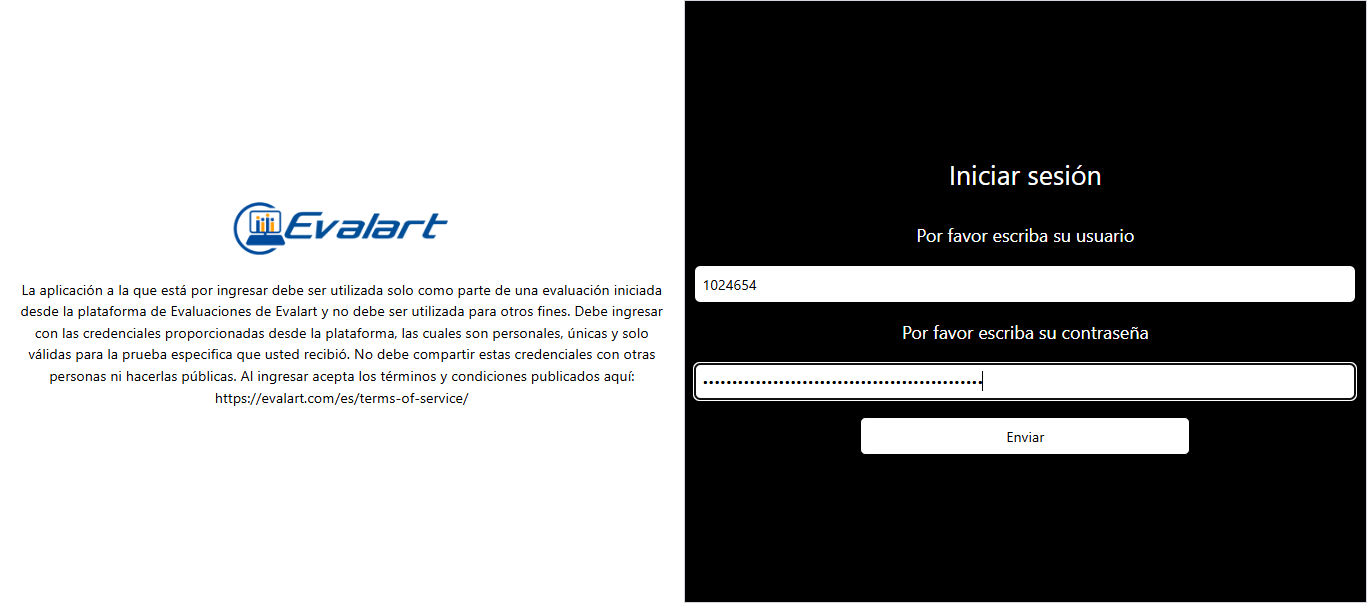 Evalart
La aplicación a la que está por ingresar debe ser utilizada solo como parte de una evaluación iniciada
desde la plataforma de Evaluaciones de Evalart y no debe ser utilizada para otros fines. Debe ingresar
con las credenciales proporcionadas desde la plataforma, las cuales son personales, únicas y solo
válidas para la prueba especifica que usted recibió. No debe compartir estas credenciales con otras
personas ni hacerlas públicas. Al ingresar acepta los términos y condiciones publicados aquí:
https://evalart.com/es/terms-of-service/
Iniciar sesión
Por favor escriba su usuario
1024654
Por favor escriba su contraseña
Enviar